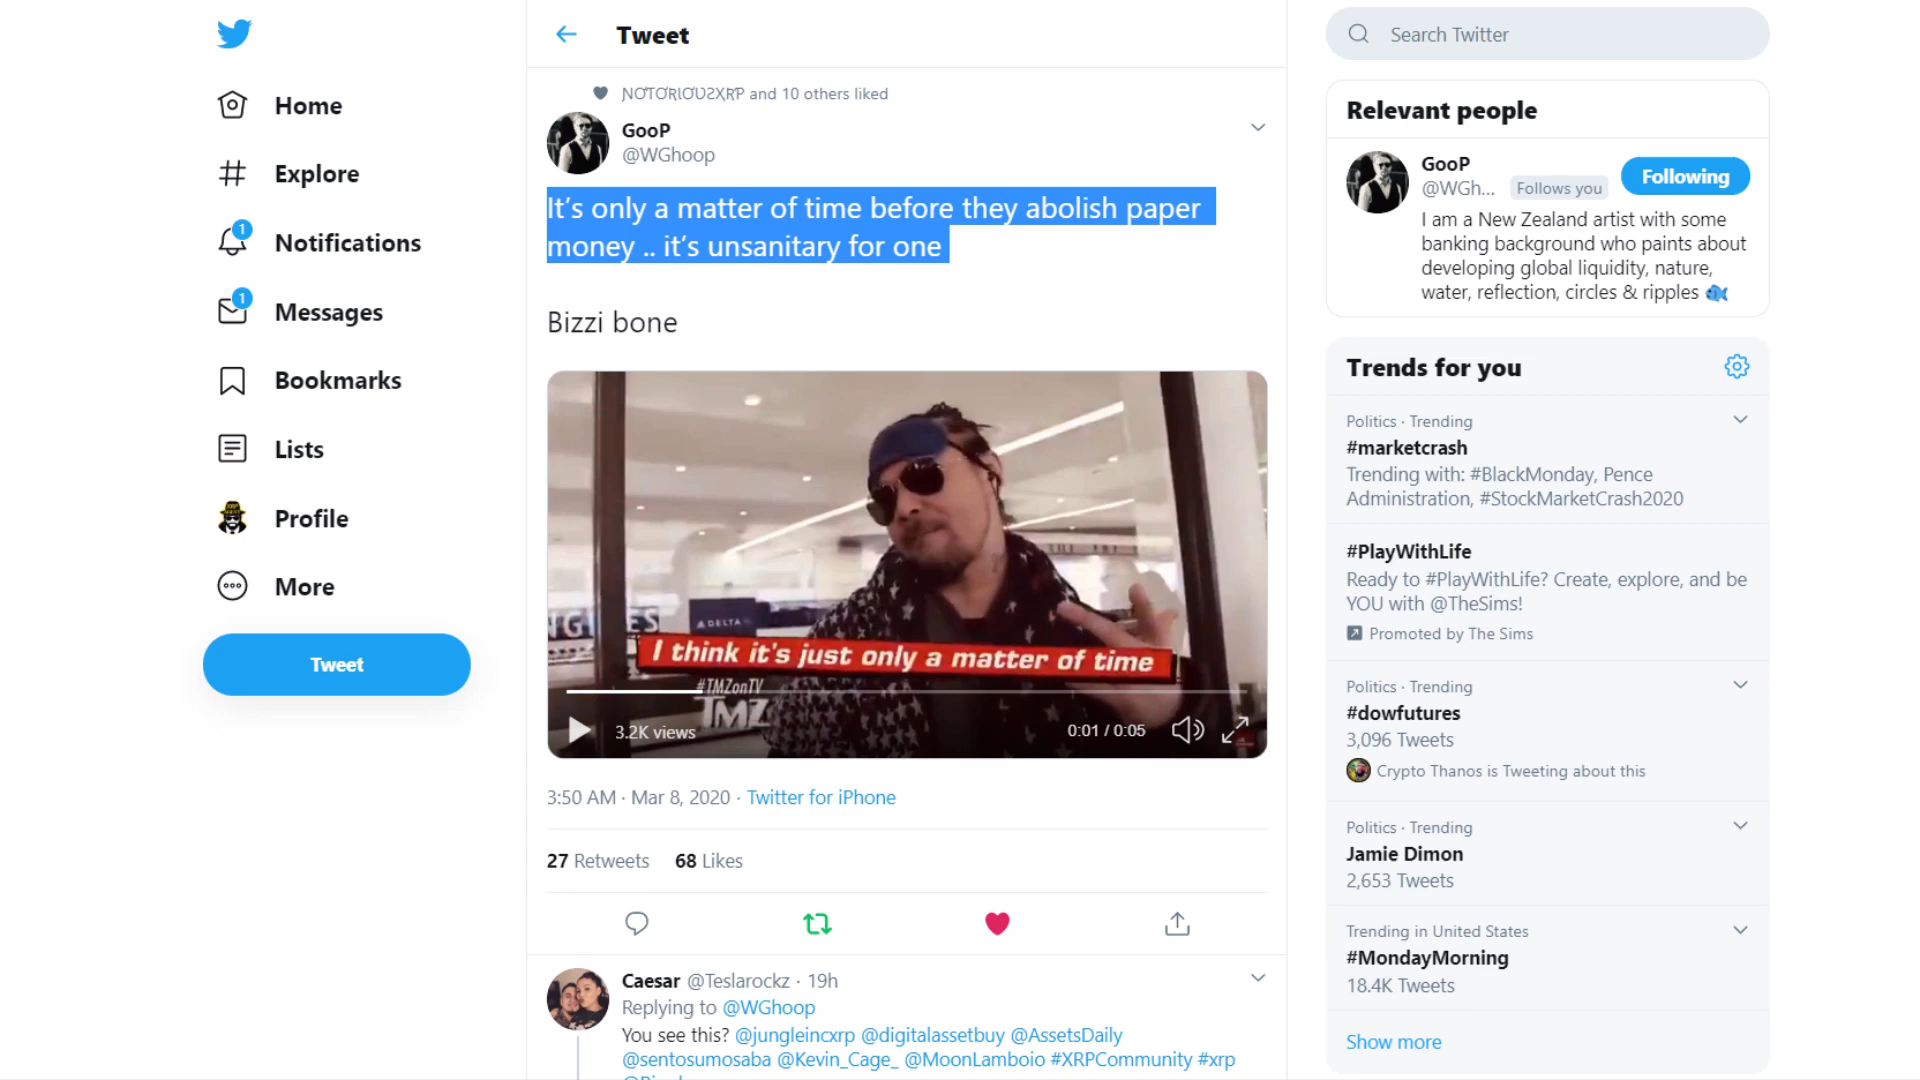 Home
Explore
1
Notifications
1
Messages
Bookmarks
Lists
Profile
More
Tweet
Tweet
NOTORIOUSXRP and 10 others liked
GooP
@WGhoop
It's only a matter of time before they abolish paper
money .. it's unsanitary for one
Bizzi bone
DELTA
I think it's just only a matter of time
#TMZonTV
TMZ
3.2K views
0:01 / 0:05
3:50 AM · Mar 8, 2020 · Twitter for iPhone
27 Retweets 68 Likes
Caesar @Teslarockz · 19h
Replying to @WGhoop
You see this? @jungleincxrp @digitalassetbuy @AssetsDaily
@sentosumosaba @Kevin_Cage_ @MoonLamboio #XRPCommunity #xrp
Search Twitter
Relevant people
GooP
@WGh... Follows you
Following
I am a New Zealand artist with some
banking background who paints about
developing global liquidity, nature,
water, reflection, circles & ripples
Trends for you
Politics · Trending
#marketcrash
Trending with: #BlackMonday, Pence
Administration, #StockMarketCrash2020
#PlayWithLife
Ready to #PlayWithLife? Create, explore, and be
YOU with @TheSims!
Promoted by The Sims
Politics · Trending
#dowfutures
3,096 Tweets
Crypto Thanos is Tweeting about this
Politics · Trending
Jamie Dimon
2,653 Tweets
Trending in United States
#MondayMorning
18.4K Tweets
Show more